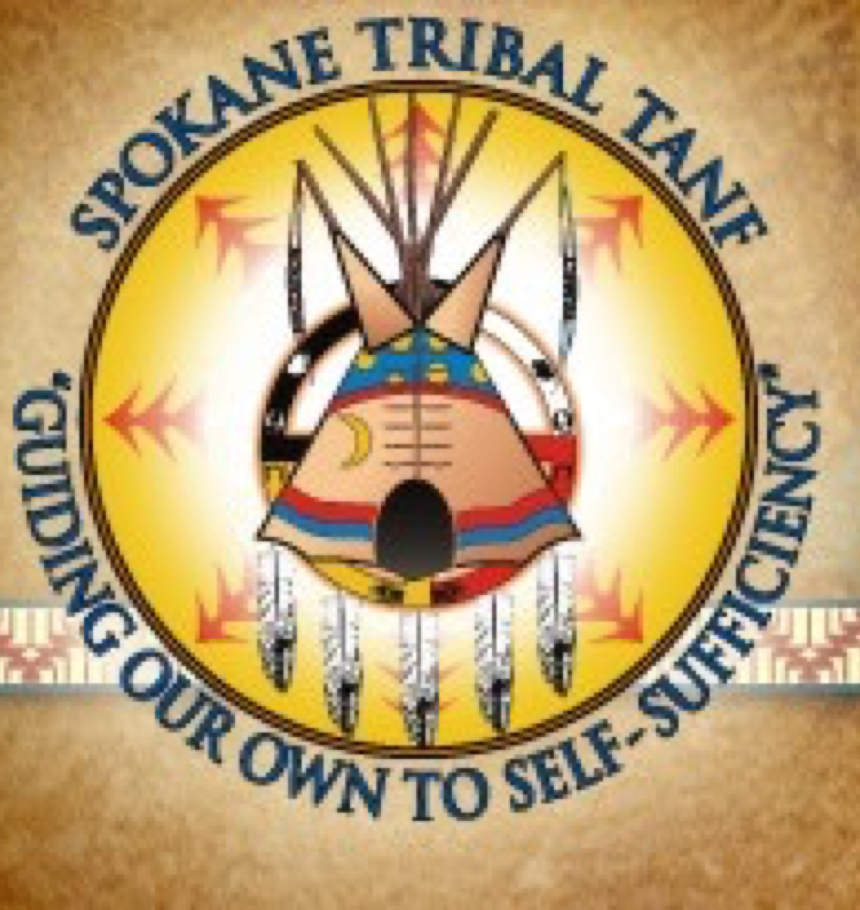 SPOKANE TRIBAL TANF
"GUIDING OUR OWN TO SELF-SUFFICIENCY"